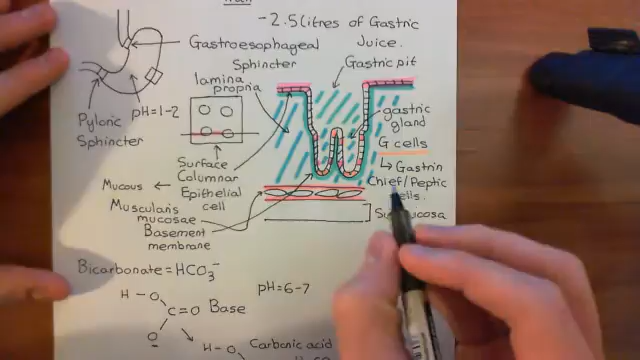 -2.5 litres of Gastric
Juice.
Gastroesophageal
Sphincter
Gastric pit
lamina
propria
pH=1-2
Pyloric
Sphincter
gastric
gland
G cells
↳ Gastrin
Chief/Peptic
cells.
Surface
Columnar
Epithelial
cell
Mucous ←
Muscularis
mucosae
Basement
membrane
Submucosa
Bicarbonate = HCO₃⁻
pH=6-7
H-O
C=O Base
O
H-O
Carbonic acid